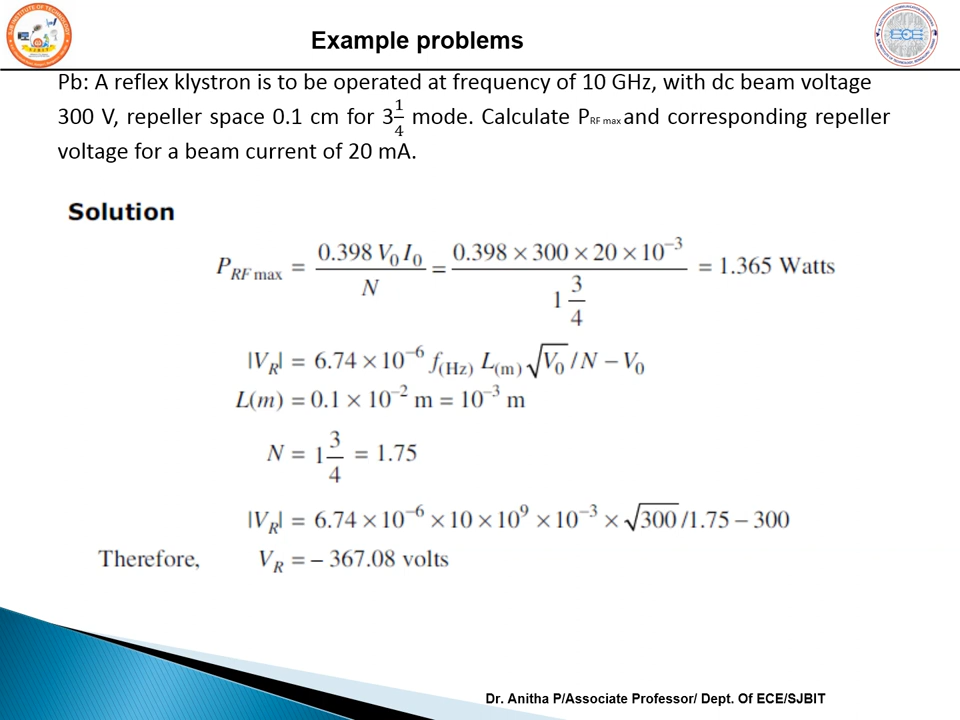 Example problems
ECE
Pb: A reflex klystron is to be operated at frequency of 10 GHz, with dc beam voltage
300 V, repeller space 0.1 cm for 3 1/4 mode. Calculate P RF max and corresponding repeller
voltage for a beam current of 20 mA.
Solution
P_RF max = 0.398 V_0 I_0 / N = 0.398 × 300 × 20 × 10^−3 / 1 3/4 = 1.365 Watts
|V_R| = 6.74 × 10^−6 f_(Hz) L_(m) √V_0 / N − V_0
L(m) = 0.1 × 10^−2 m = 10^−3 m
N = 1 3/4 = 1.75
|V_R| = 6.74 × 10^−6 × 10 × 10^9 × 10^−3 × √300 /1.75 − 300
Therefore, V_R = − 367.08 volts
Dr. Anitha P/Associate Professor/ Dept. Of ECE/SJBIT